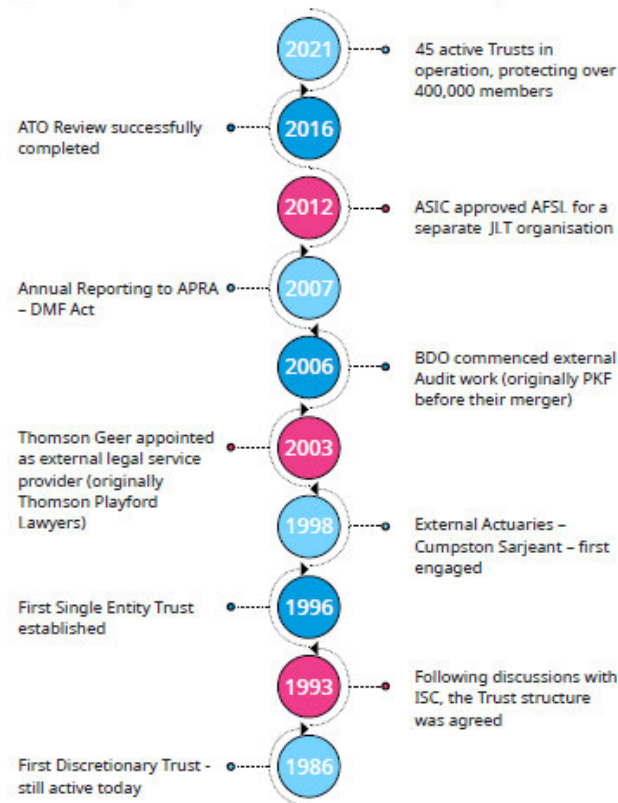 2021
45 active Trusts in
operation, protecting over
400,000 members
ATO Review successfully
completed
2016
2012
ASIC approved AFSL for a
separate JLT organisation
Annual Reporting to APRA
– DMF Act
2007
2006
BDO commenced external
Audit work (originally PKF
before their merger)
Thomson Geer appointed
as external legal service
provider (originally
Thomson Playford
Lawyers)
2003
1998
External Actuaries –
Cumpston Sarjeant – first
engaged
First Single Entity Trust
established
1996
1993
Following discussions with
ISC, the Trust structure
was agreed
First Discretionary Trust -
still active today
1986